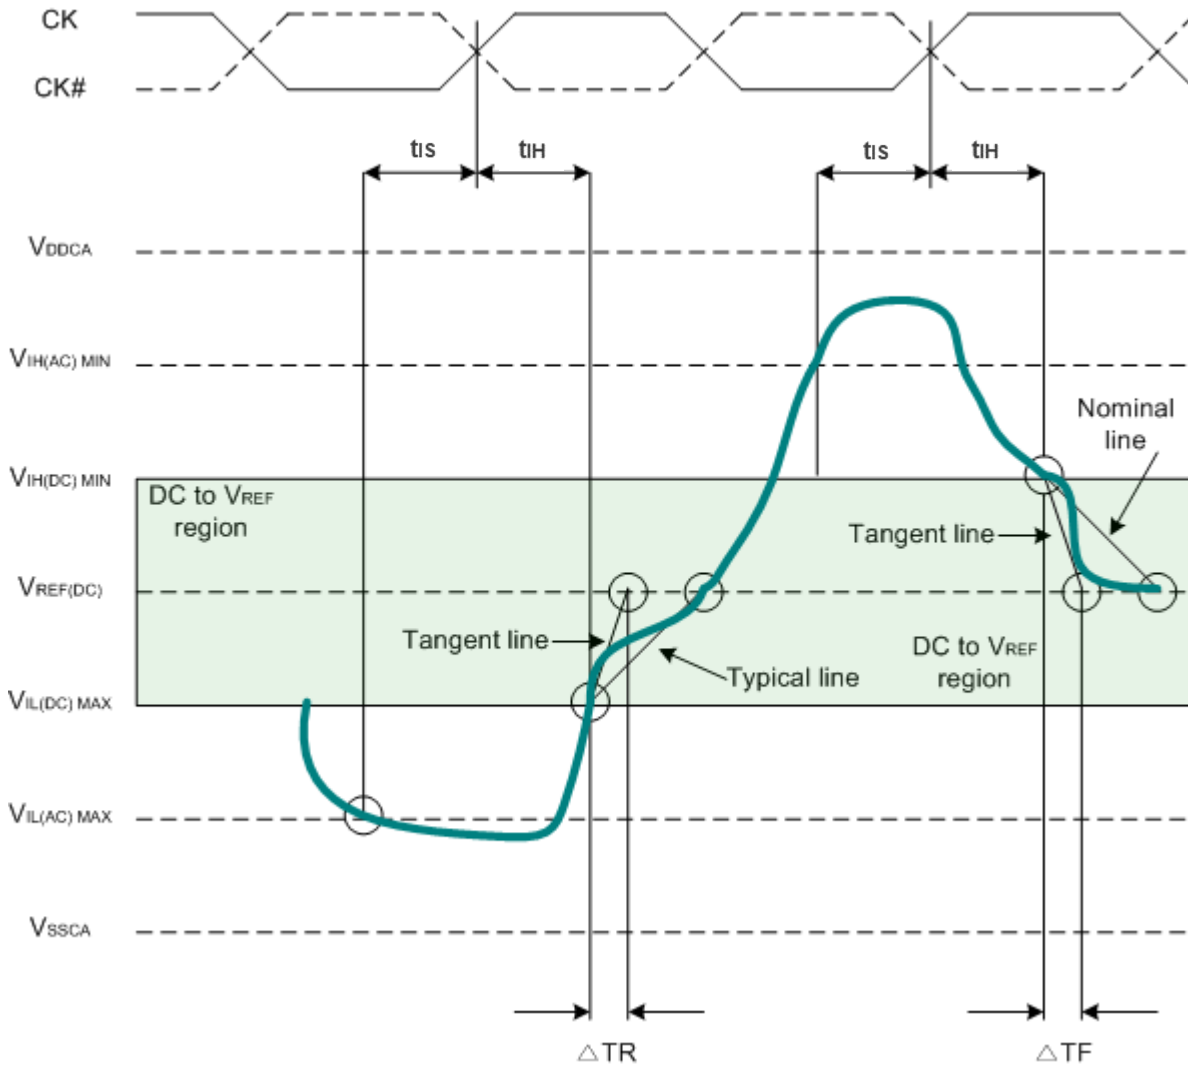 CK
CK#
tIS
tIH
tIS
tIH
VDDCA
VIH(AC) MIN
Nominal
line
VIH(DC) MIN
DC to VREF
region
Tangent line
VREF(DC)
Tangent line
DC to VREF
region
Typical line
VIL(DC) MAX
VIL(AC) MAX
VSSCA
△TR
△TF